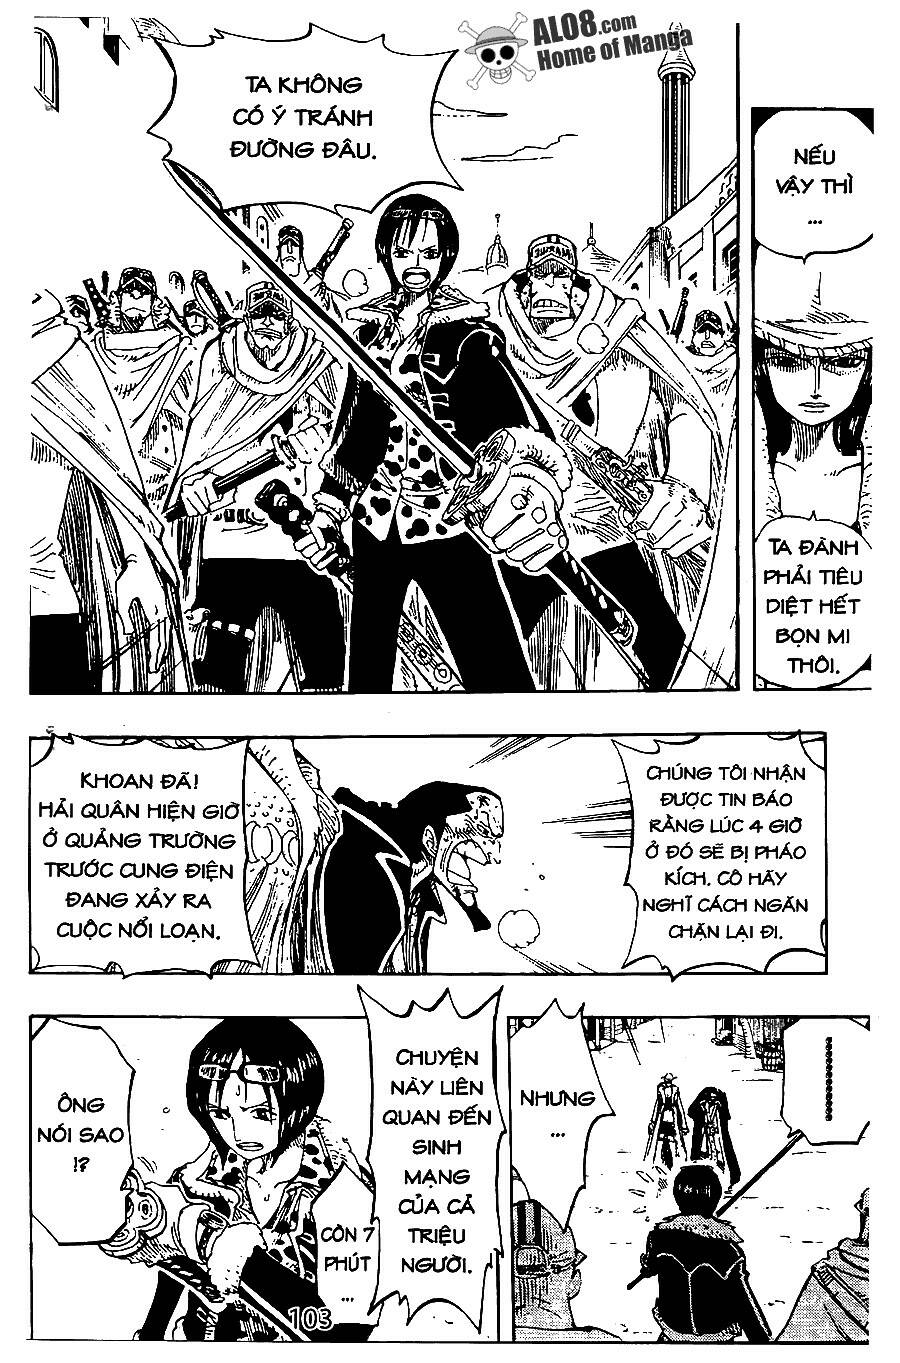 ALO8.com
Home of Manga
NẾU
VẬY THÌ
...
TA ĐÀNH
PHẢI TIÊU
DIỆT HẾT
BỌN MI
THÔI.
TA KHÔNG
CÓ Ý TRÁNH
ĐƯỜNG ĐÂU.
CHÚNG TÔI NHẬN
ĐƯỢC TIN BÁO
RẰNG LÚC 4 GIỜ
Ở ĐÓ SẼ BỊ PHÁO
KÍCH. CÔ HÃY
NGHĨ CÁCH NGĂN
CHẶN LẠI ĐI.
KHOAN ĐÃ!
HẢI QUÂN HIỆN GIỜ
Ở QUẢNG TRƯỜNG
TRƯỚC CUNG ĐIỆN
ĐANG XẢY RA
CUỘC NỔI LOẠN.
..........
NHƯNG
...
CHUYỆN
NÀY LIÊN
QUAN ĐẾN
SINH
MẠNG
CỦA CẢ
TRIỆU
NGƯỜI.
CÒN 7
PHÚT
...
ÔNG
NÓI SAO
!?
103